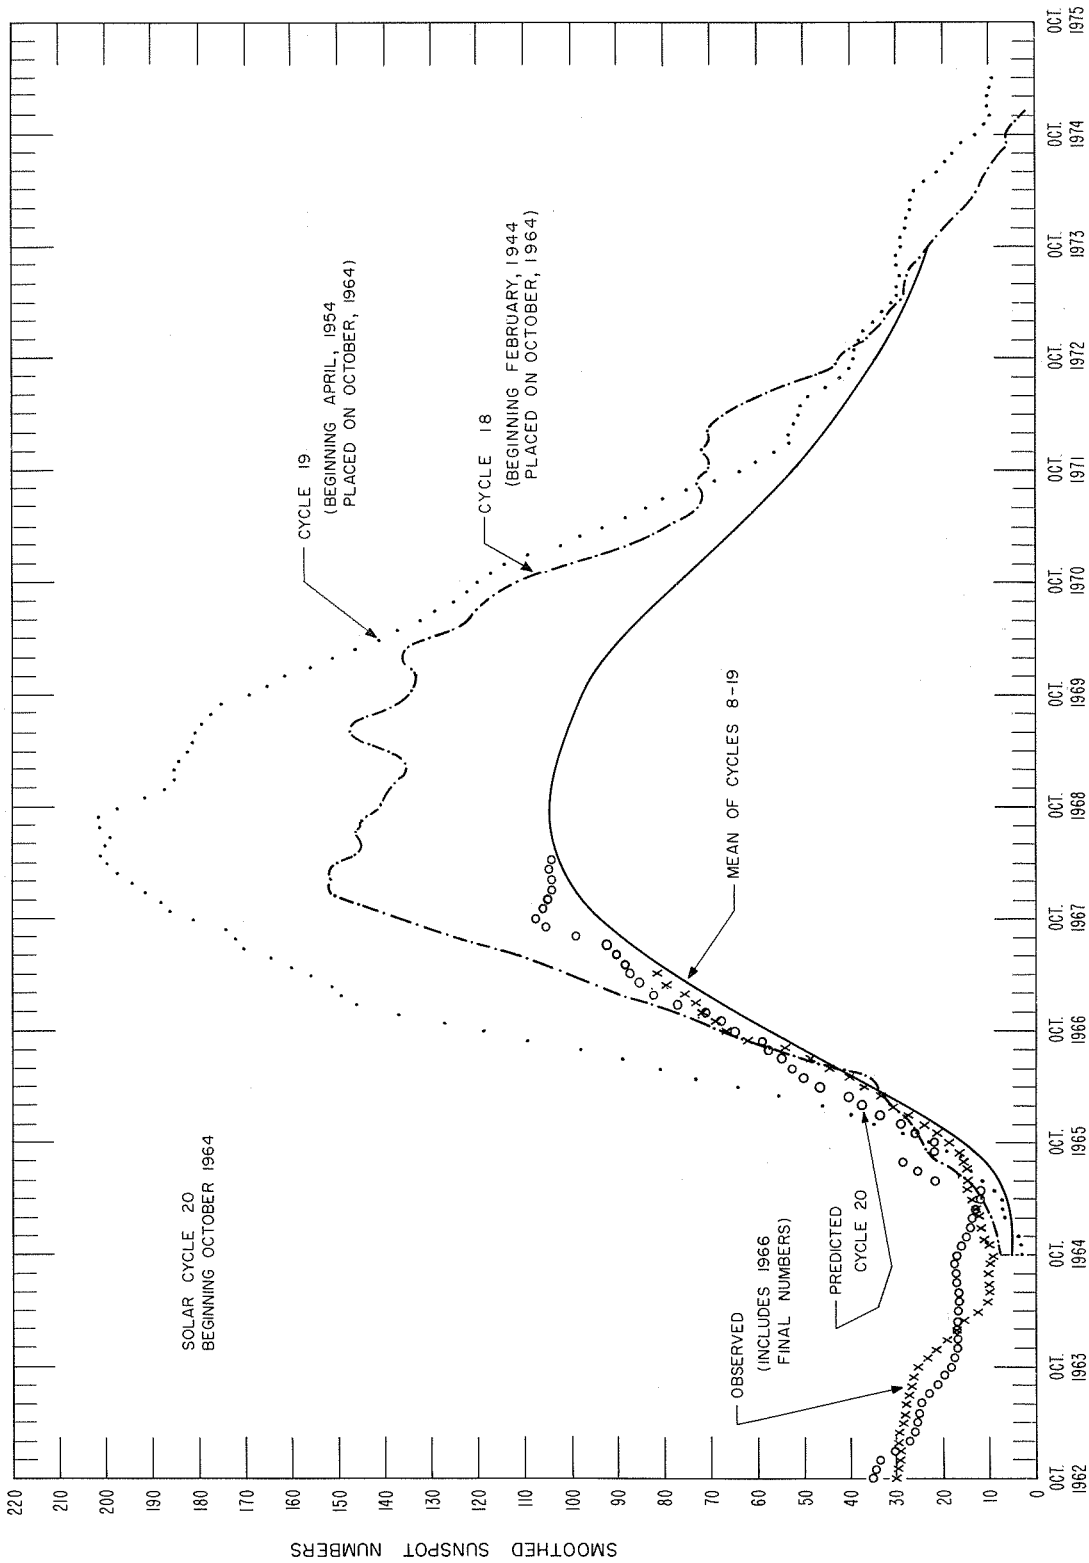 SMOOTHED SUNSPOT NUMBERS
220
210
200
190
180
170
160
150
140
130
120
110
100
90
80
70
60
50
40
30
20
10
0
SOLAR CYCLE 20
BEGINNING OCTOBER 1964
CYCLE 19
(BEGINNING APRIL, 1954
PLACED ON OCTOBER, 1964)
CYCLE 18
(BEGINNING FEBRUARY, 1944
PLACED ON OCTOBER, 1964)
MEAN OF CYCLES 8-19
OBSERVED
(INCLUDES 1966
FINAL NUMBERS)
PREDICTED
CYCLE 20
OCT. 1962
OCT. 1963
OCT. 1964
OCT. 1965
OCT. 1966
OCT. 1967
OCT. 1968
OCT. 1969
OCT. 1970
OCT. 1971
OCT. 1972
OCT. 1973
OCT. 1974
OCT. 1975